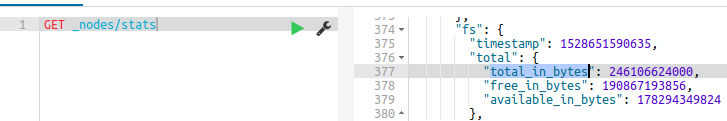 1 GET _nodes/stats
373 },
374 "fs": {
375 "timestamp": 1528651590635,
376 "total": {
377 "total_in_bytes": 246106624000,
378 "free_in_bytes": 190867193856,
379 "available_in_bytes": 178294349824
380 },